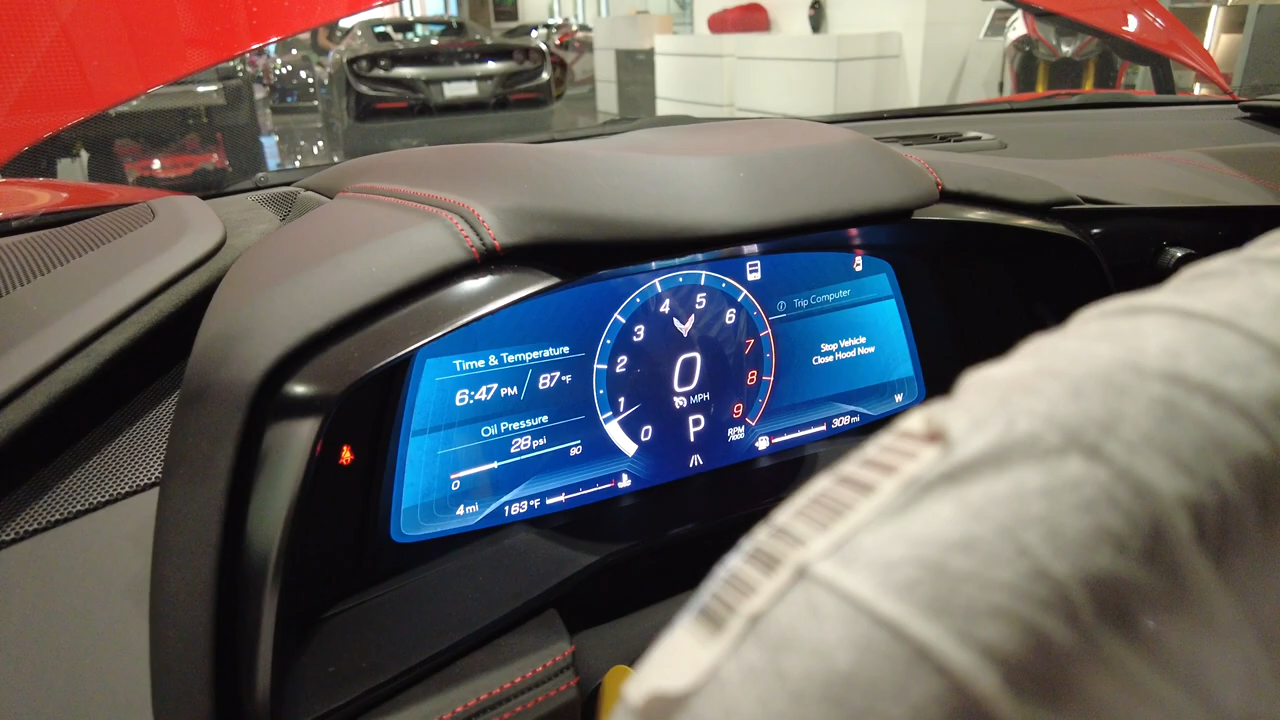 Time & Temperature
6:47 PM / 87°F
Oil Pressure
28 psi
0
90
4 mi
163 °F
0
1
2
3
4
5
6
7
8
9
RPM
/1000
0
MPH
P
Trip Computer
Stop Vehicle
Close Hood Now
W
308 mi